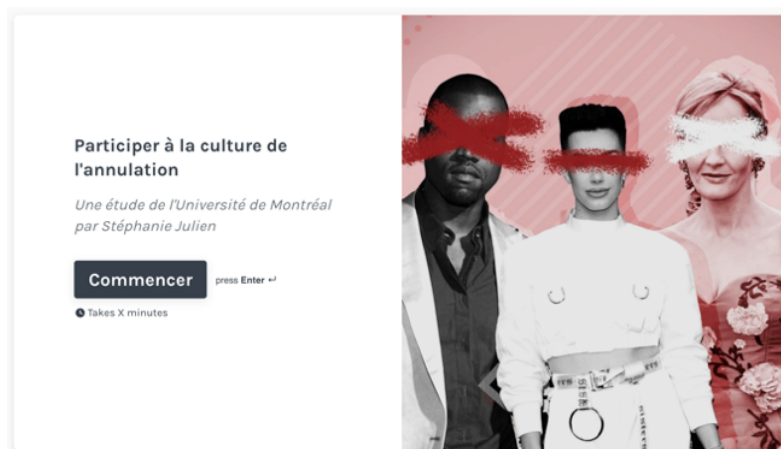 Participer à la culture de
l'annulation
Une étude de l'Université de Montréal
par Stéphanie Julien
Commencer press Enter ↵
Takes X minutes